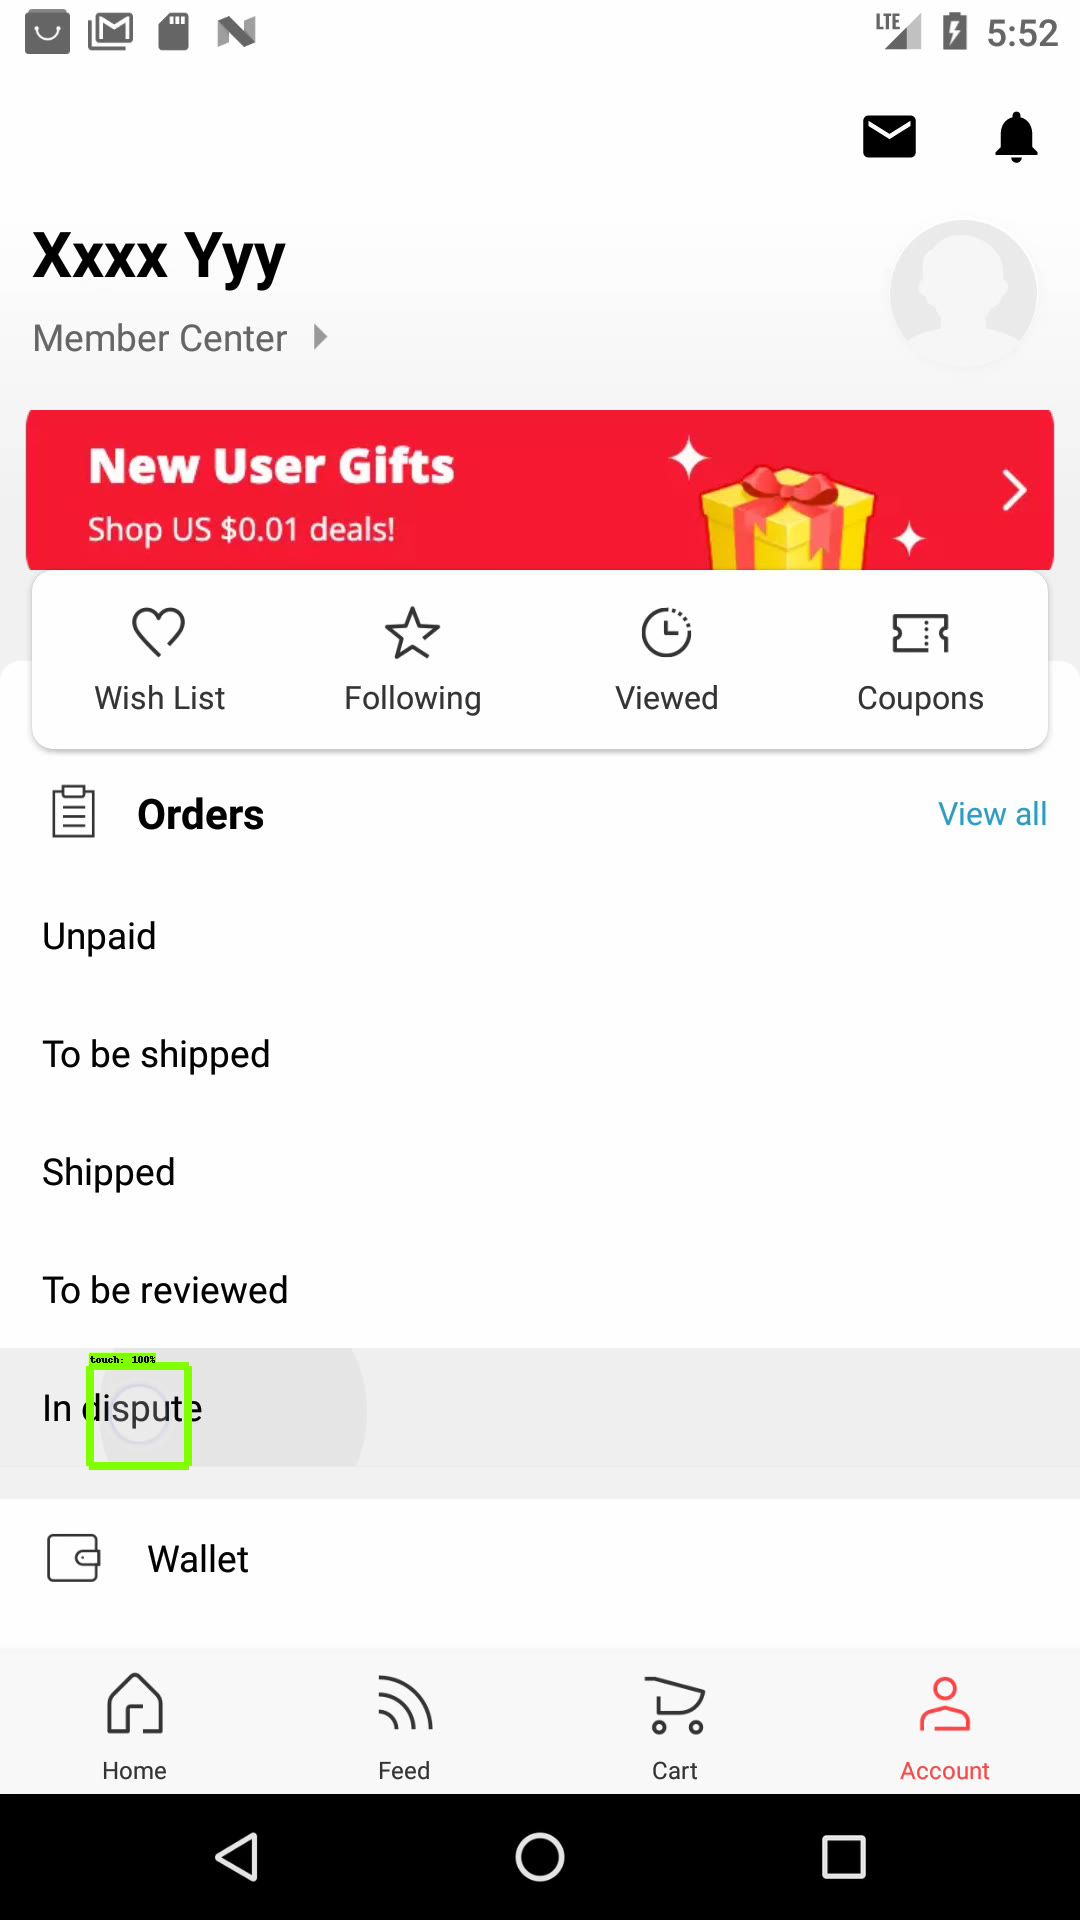 LTE 5:52
Xxxx Yyy
Member Center
New User Gifts
Shop US $0.01 deals!
Wish List Following Viewed Coupons
Orders View all
Unpaid
To be shipped
Shipped
To be reviewed
touch: 100%
In dispute
Wallet
Home Feed Cart Account